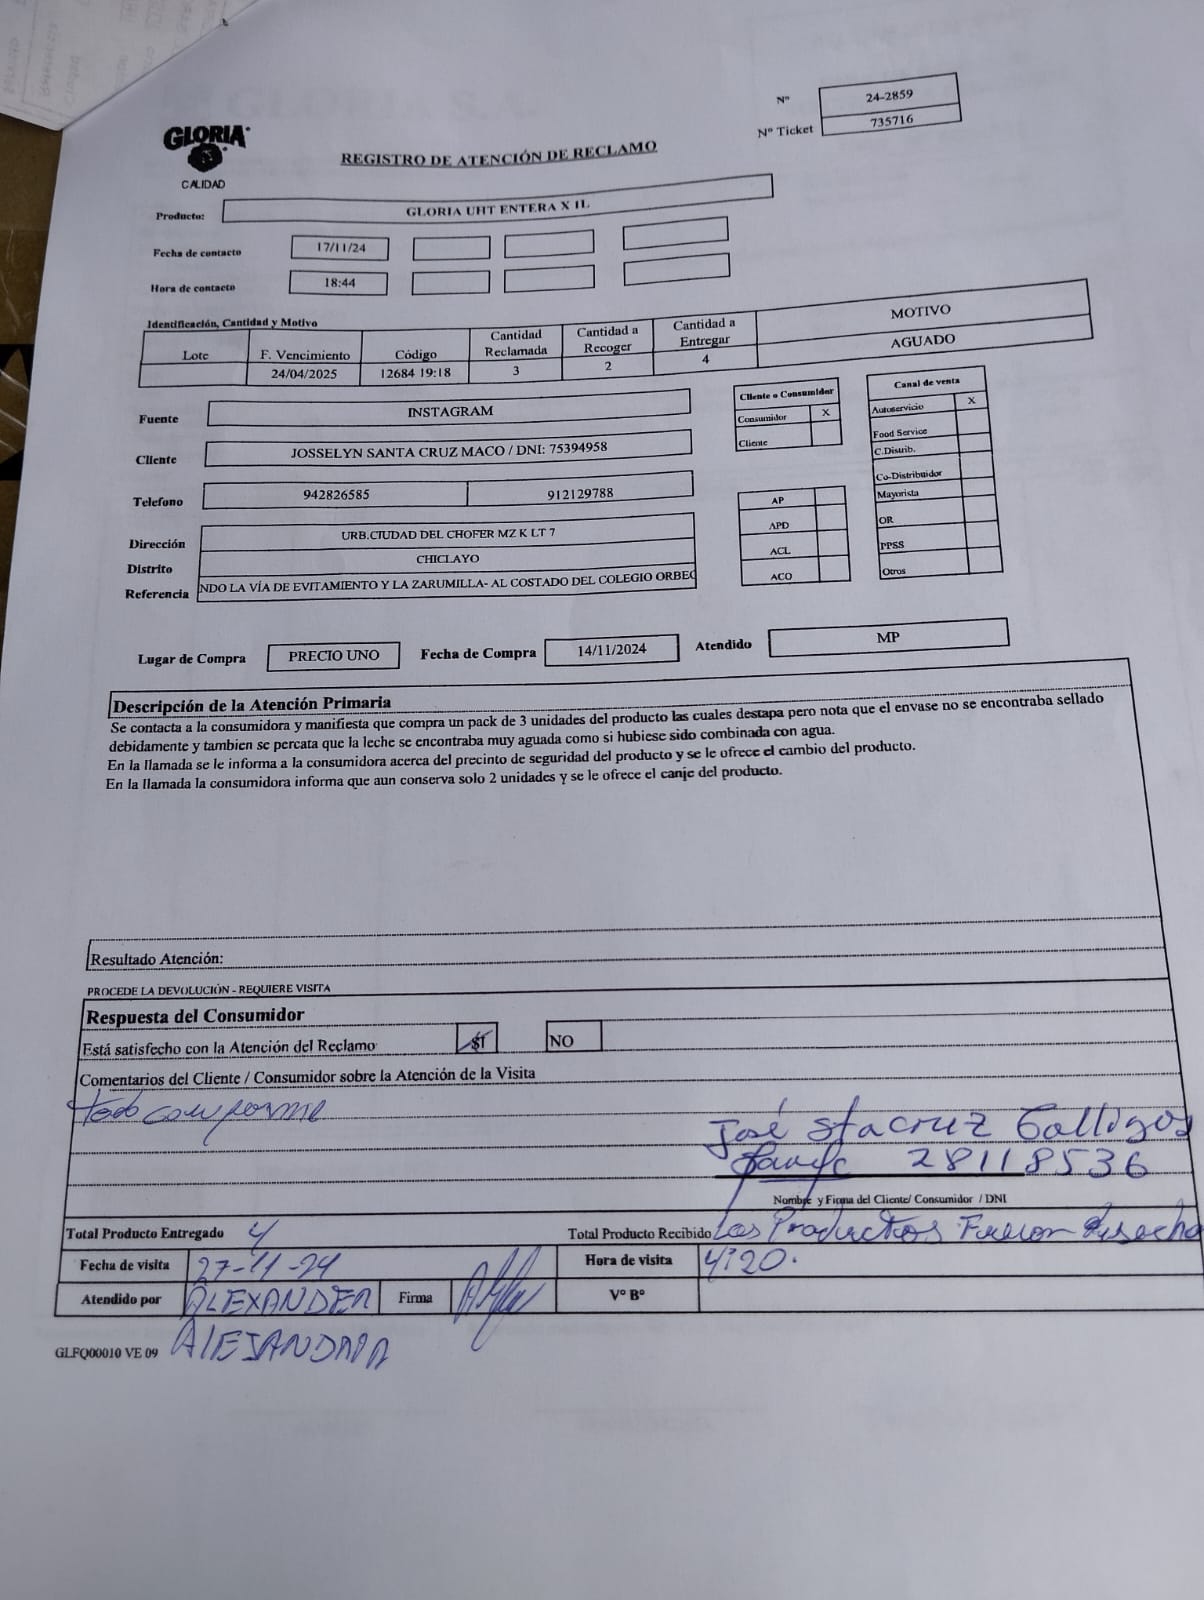 Nº 24-2859
Nº Ticket 735716
GLORIA
CALIDAD
REGISTRO DE ATENCIÓN DE RECLAMO
Producto: GLORIA UHT ENTERA X 1L
Fecha de contacto 17/11/24
Hora de contacto 18:44
Identificación, Cantidad y Motivo
Lote F. Vencimiento Código Cantidad Reclamada Cantidad a Recoger Cantidad a Entregar MOTIVO
24/04/2025 12684 19:18 3 2 4 AGUADO
Fuente INSTAGRAM
Cliente JOSSELYN SANTA CRUZ MACO / DNI: 75394958
Telefono 942826585 912129788
Dirección URB.CIUDAD DEL CHOFER MZ K LT 7
Distrito CHICLAYO
Referencia NDO LA VÍA DE EVITAMIENTO Y LA ZARUMILLA- AL COSTADO DEL COLEGIO ORBEG
Cliente o Consumidor
Consumidor X
Cliente
AP
APD
ACL
ACO
Canal de venta
Autoservicio X
Food Service
C.Distrib.
Co-Distribuidor
Mayorista
OR
PPSS
Otros
Lugar de Compra PRECIO UNO Fecha de Compra 14/11/2024 Atendido MP
Descripción de la Atención Primaria
Se contacta a la consumidora y manifiesta que compra un pack de 3 unidades del producto las cuales destapa pero nota que el envase no se encontraba sellado
debidamente y tambien se percata que la leche se encontraba muy aguada como si hubiese sido combinada con agua.
En la llamada se le informa a la consumidora acerca del precinto de seguridad del producto y se le ofrece el cambio del producto.
En la llamada la consumidora informa que aun conserva solo 2 unidades y se le ofrece el canje del producto.
Resultado Atención:
PROCEDE LA DEVOLUCIÓN - REQUIERE VISITA
Respuesta del Consumidor
Está satisfecho con la Atención del Reclamo SI NO
Comentarios del Cliente / Consumidor sobre la Atención de la Visita
todo conforme
José Stacruz Galligos
28118536
Nombre y Firma del Cliente/ Consumidor / DNI
Total Producto Entregado 4 Total Producto Recibido Los Productos Fueron
Fecha de visita 27-11-24 Hora de visita 4:20.
Atendido por ALEXANDER Firma Vº Bº
ALEJANDRIA
GLFQ00010 VE 09